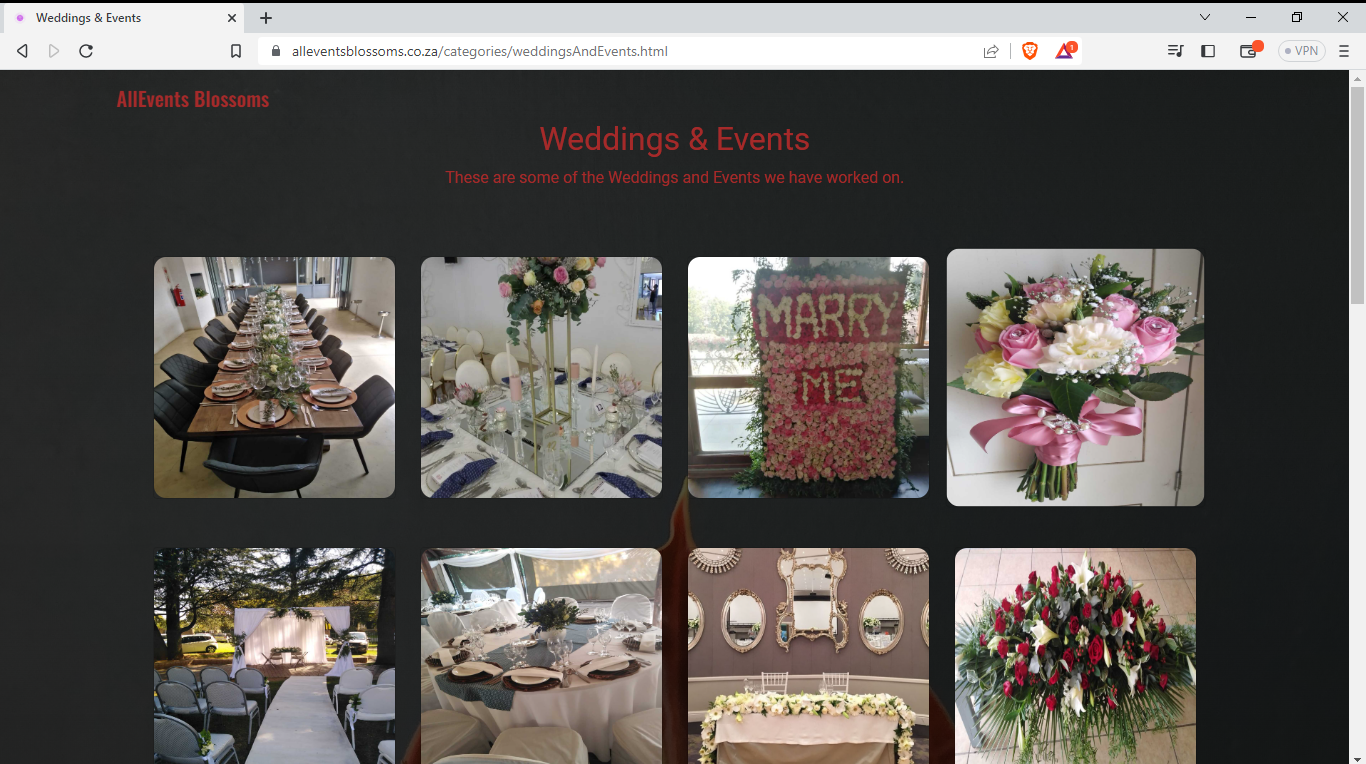 Weddings & Events
alleventsblossoms.co.za/categories/weddingsAndEvents.html
1
VPN
AllEvents Blossoms
Weddings & Events
These are some of the Weddings and Events we have worked on.
MARRY
ME